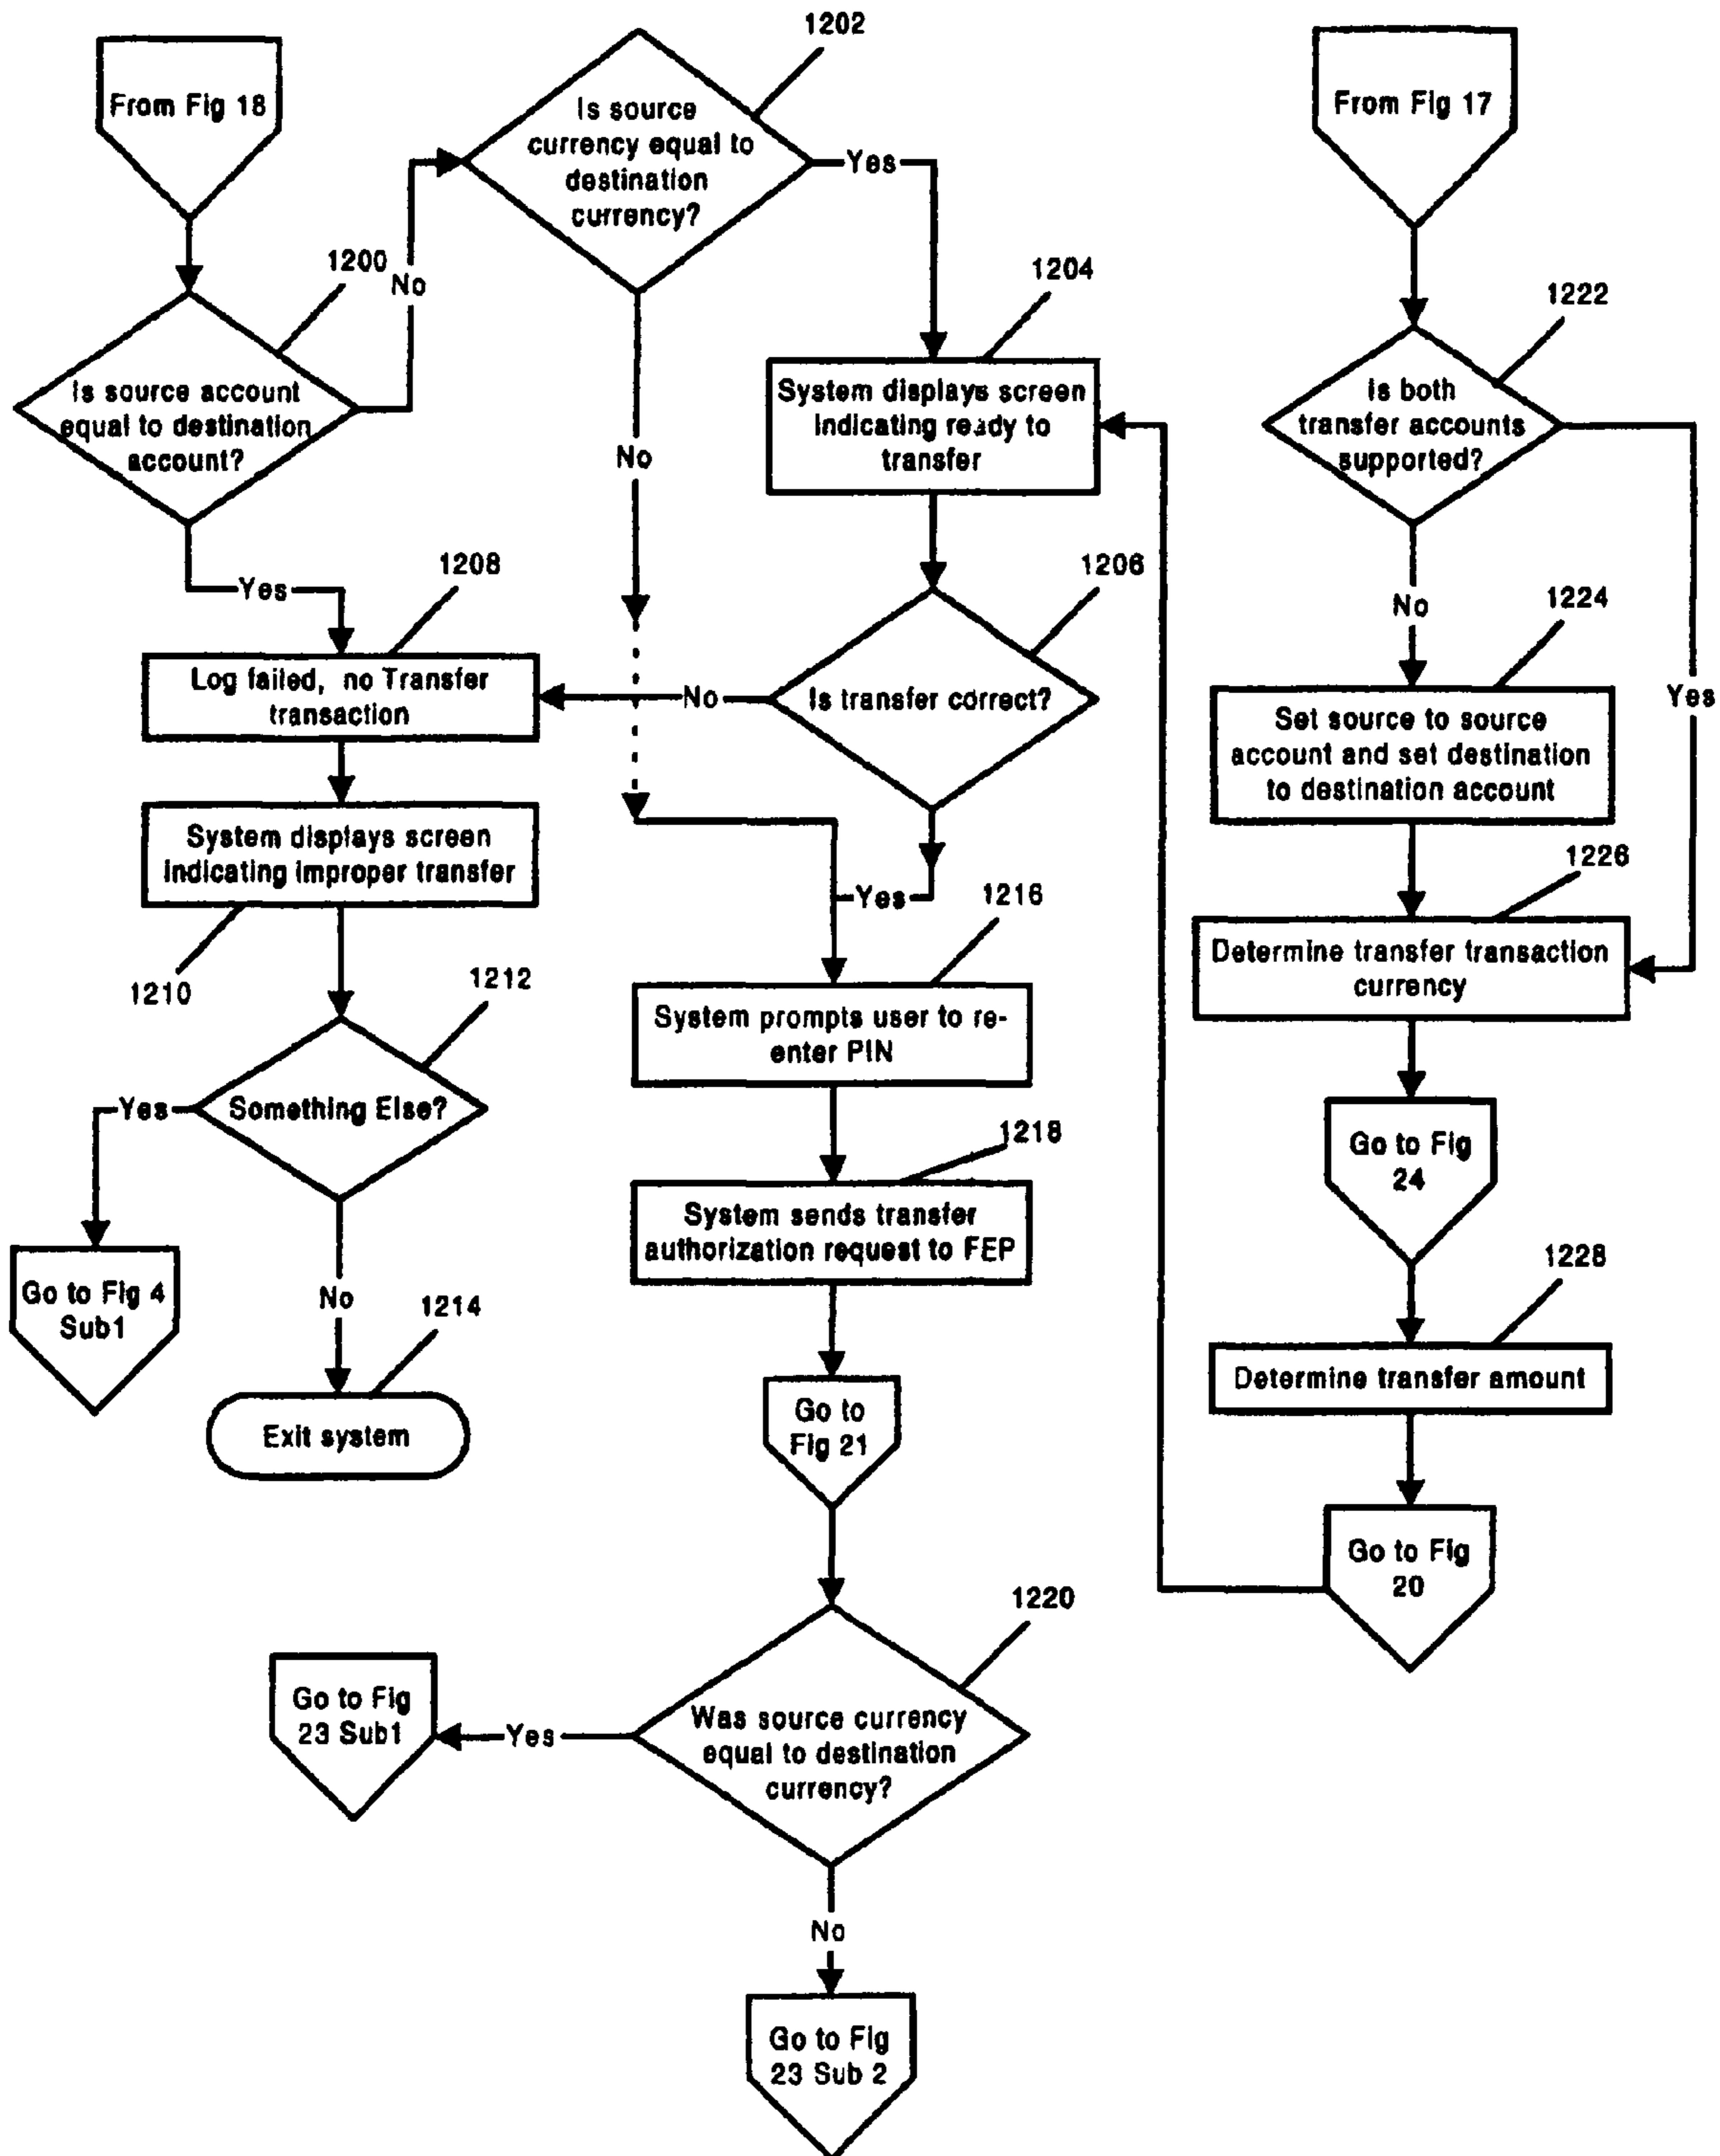 From Fig 18
1200
Is source account
equal to destination
account?
No
Yes
1202
Is source
currency equal to
destination
currency?
Yes
No
1204
System displays screen
indicating ready to
transfer
1206
Is transfer correct?
No
Yes
1208
Log failed, no Transfer
transaction
System displays screen
indicating improper transfer
1210
1212
Something Else?
Yes
Go to Fig 4
Sub1
No
1214
Exit system
1216
System prompts user to re-
enter PIN
1218
System sends transfer
authorization request to FEP
Go to
Fig 21
1220
Was source currency
equal to destination
currency?
Yes
Go to Fig
23 Sub1
No
Go to Fig
23 Sub 2
From Fig 17
1222
Is both
transfer accounts
supported?
Yes
No
1224
Set source to source
account and set destination
to destination account
1226
Determine transfer transaction
currency
Go to Fig
24
1228
Determine transfer amount
Go to Fig
20